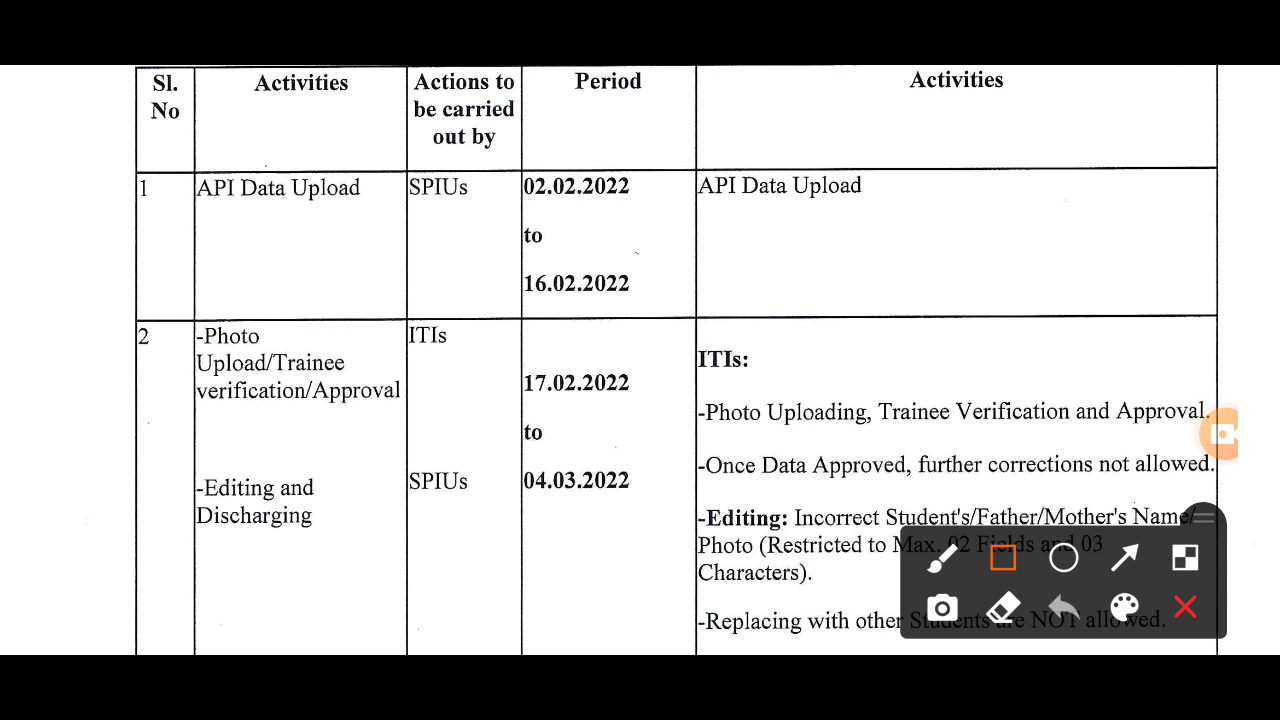 Sl.
No
Activities
Actions to
be carried
out by
Period
Activities
1
API Data Upload
SPIUs
02.02.2022
to
16.02.2022
API Data Upload
2
-Photo
Upload/Trainee
verification/Approval
-Editing and
Discharging
ITIs
SPIUs
17.02.2022
to
04.03.2022
ITIs:
-Photo Uploading, Trainee Verification and Approval.
-Once Data Approved, further corrections not allowed.
-Editing: Incorrect Student's/Father/Mother's Name/
Photo (Restricted to Max. 02 Fields and 03
Characters).
-Replacing with other Students are NOT allowed.